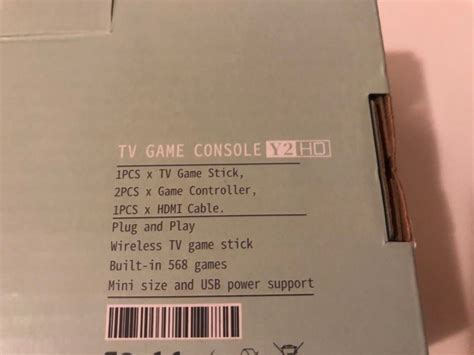 TV GAME CONSOLE Y2 HD
1PCS x TV Game Stick,
2PCS x Game Controller,
1PCS x HDMI Cable.
Plug and Play
Wireless TV game stick
Built-in 568 games
Mini size and USB power support